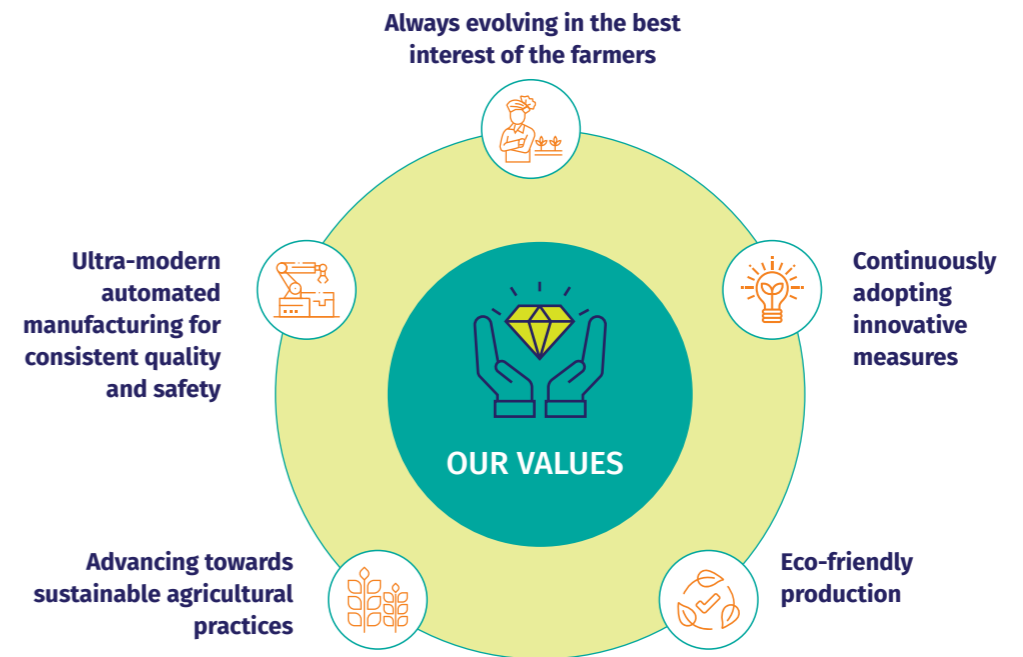 Always evolving in the best
interest of the farmers
Ultra-modern
automated
manufacturing for
consistent quality
and safety
Continuously
adopting
innovative
measures
OUR VALUES
Advancing towards
sustainable agricultural
practices
Eco-friendly
production